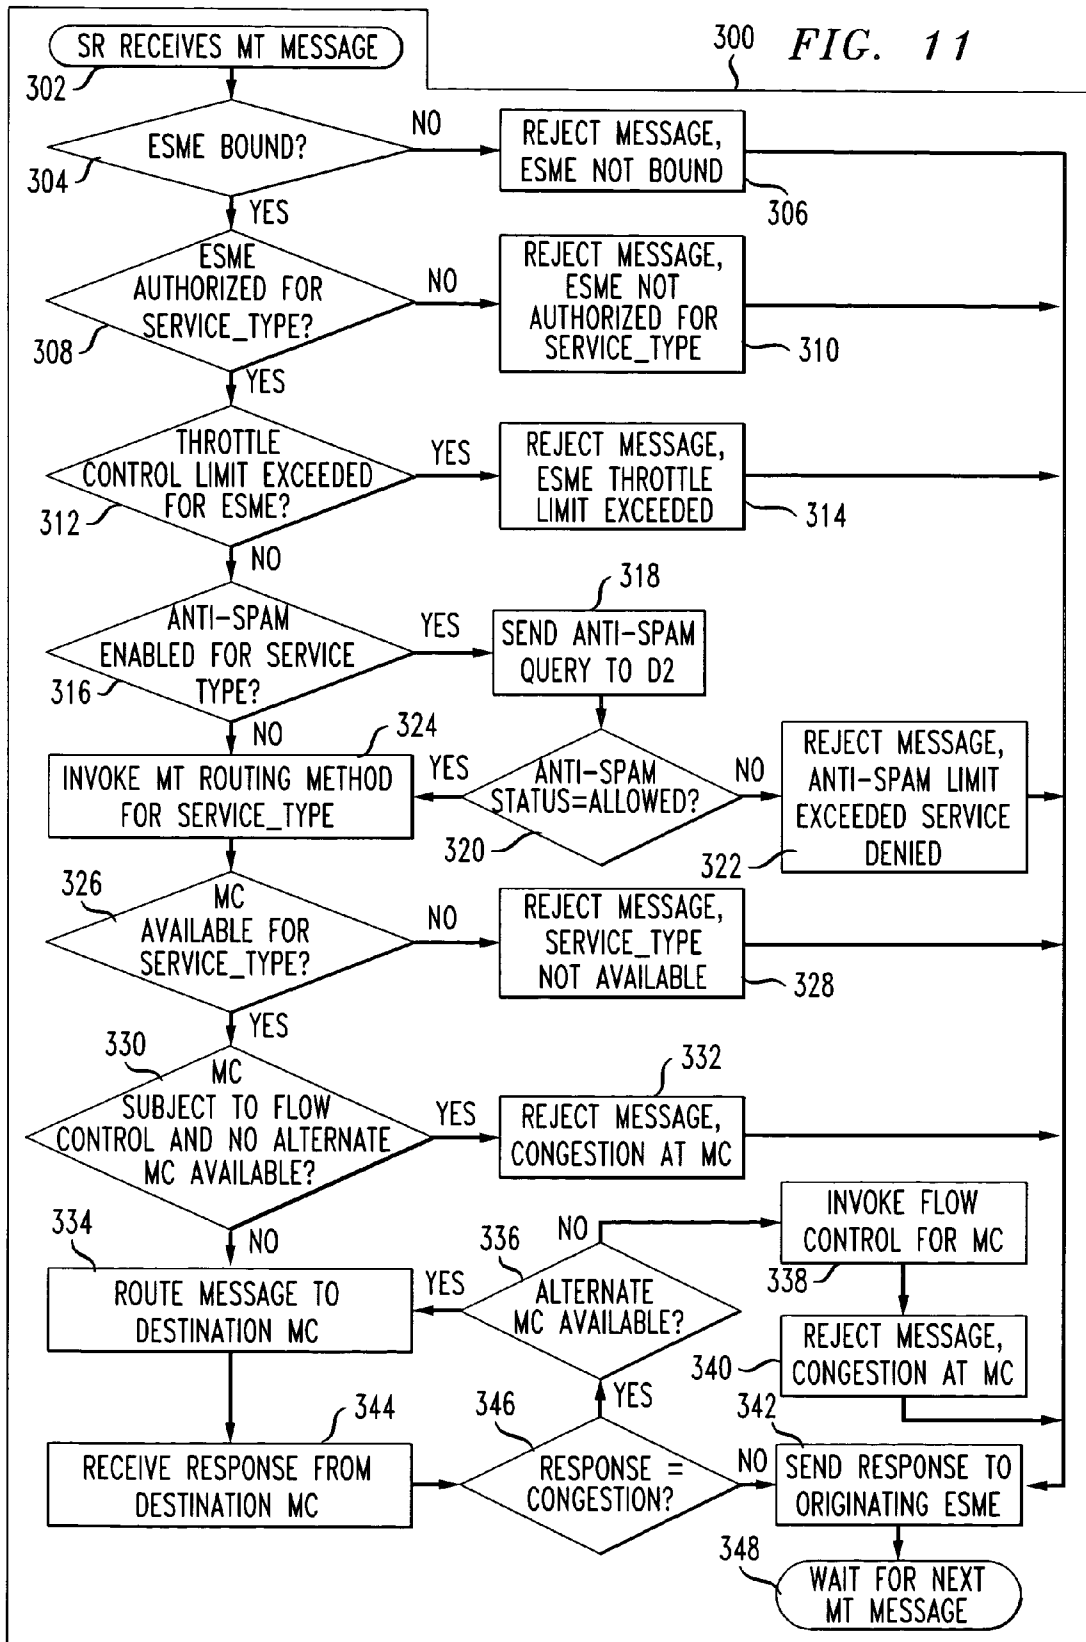 SR RECEIVES MT MESSAGE
300
FIG. 11
302
ESME BOUND?
304
NO
REJECT MESSAGE,
ESME NOT BOUND
306
YES
ESME
AUTHORIZED FOR
SERVICE_TYPE?
308
NO
REJECT MESSAGE,
ESME NOT
AUTHORIZED FOR
SERVICE_TYPE
310
YES
THROTTLE
CONTROL LIMIT EXCEEDED
FOR ESME?
312
YES
REJECT MESSAGE,
ESME THROTTLE
LIMIT EXCEEDED
314
NO
ANTI-SPAM
ENABLED FOR SERVICE
TYPE?
316
YES
318
SEND ANTI-SPAM
QUERY TO D2
NO
324
INVOKE MT ROUTING METHOD
FOR SERVICE_TYPE
YES
ANTI-SPAM
STATUS=ALLOWED?
320
NO
REJECT MESSAGE,
ANTI-SPAM LIMIT
EXCEEDED SERVICE
DENIED
322
326
MC
AVAILABLE FOR
SERVICE_TYPE?
NO
REJECT MESSAGE,
SERVICE_TYPE
NOT AVAILABLE
328
YES
330
MC
SUBJECT TO FLOW
CONTROL AND NO ALTERNATE
MC AVAILABLE?
YES
332
REJECT MESSAGE,
CONGESTION AT MC
NO
334
ROUTE MESSAGE TO
DESTINATION MC
YES
336
ALTERNATE
MC AVAILABLE?
NO
INVOKE FLOW
CONTROL FOR MC
338
REJECT MESSAGE,
CONGESTION AT MC
340
YES
344
RECEIVE RESPONSE FROM
DESTINATION MC
346
RESPONSE =
CONGESTION?
NO
342
SEND RESPONSE TO
ORIGINATING ESME
348
WAIT FOR NEXT
MT MESSAGE